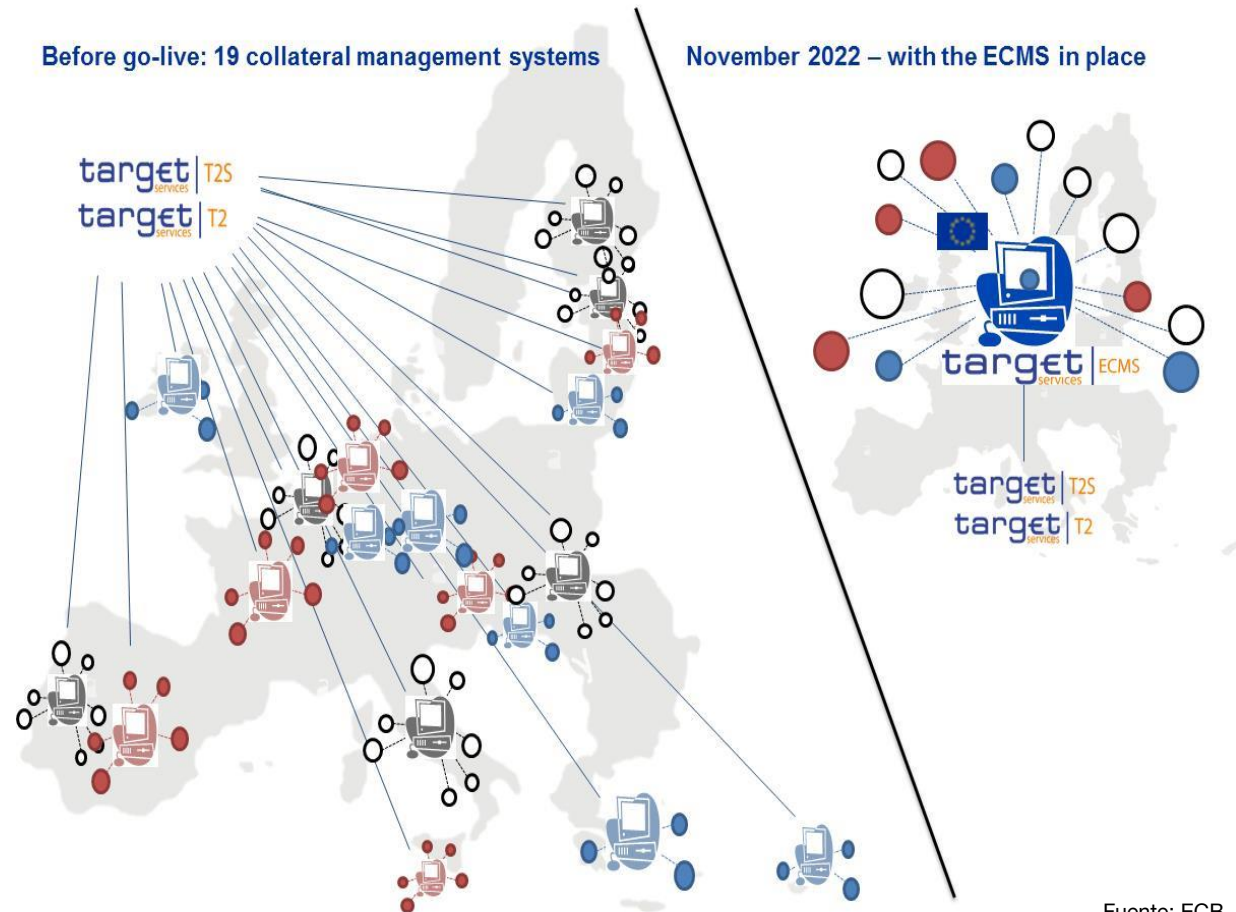 Before go-live: 19 collateral management systems
November 2022 – with the ECMS in place
target services | T2S
target services | T2
target services | ECMS
target services | T2S
target services | T2
Fuente: ECB